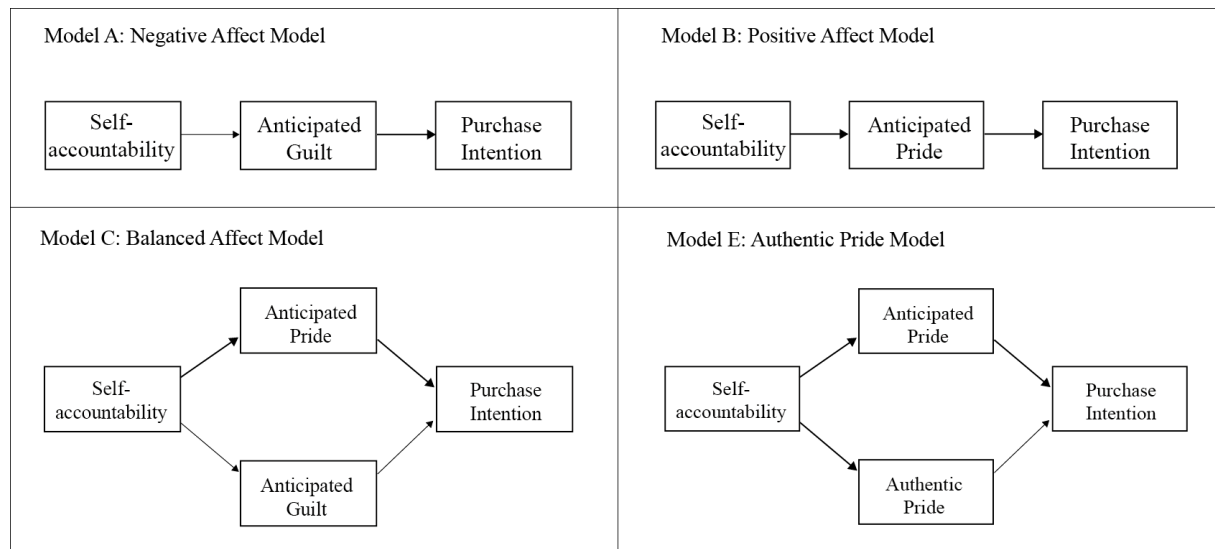 Model A: Negative Affect Model
Self-
accountability
Anticipated
Guilt
Purchase
Intention
Model B: Positive Affect Model
Self-
accountability
Anticipated
Pride
Purchase
Intention
Model C: Balanced Affect Model
Anticipated
Pride
Self-
accountability
Purchase
Intention
Anticipated
Guilt
Model E: Authentic Pride Model
Anticipated
Pride
Self-
accountability
Purchase
Intention
Authentic
Pride